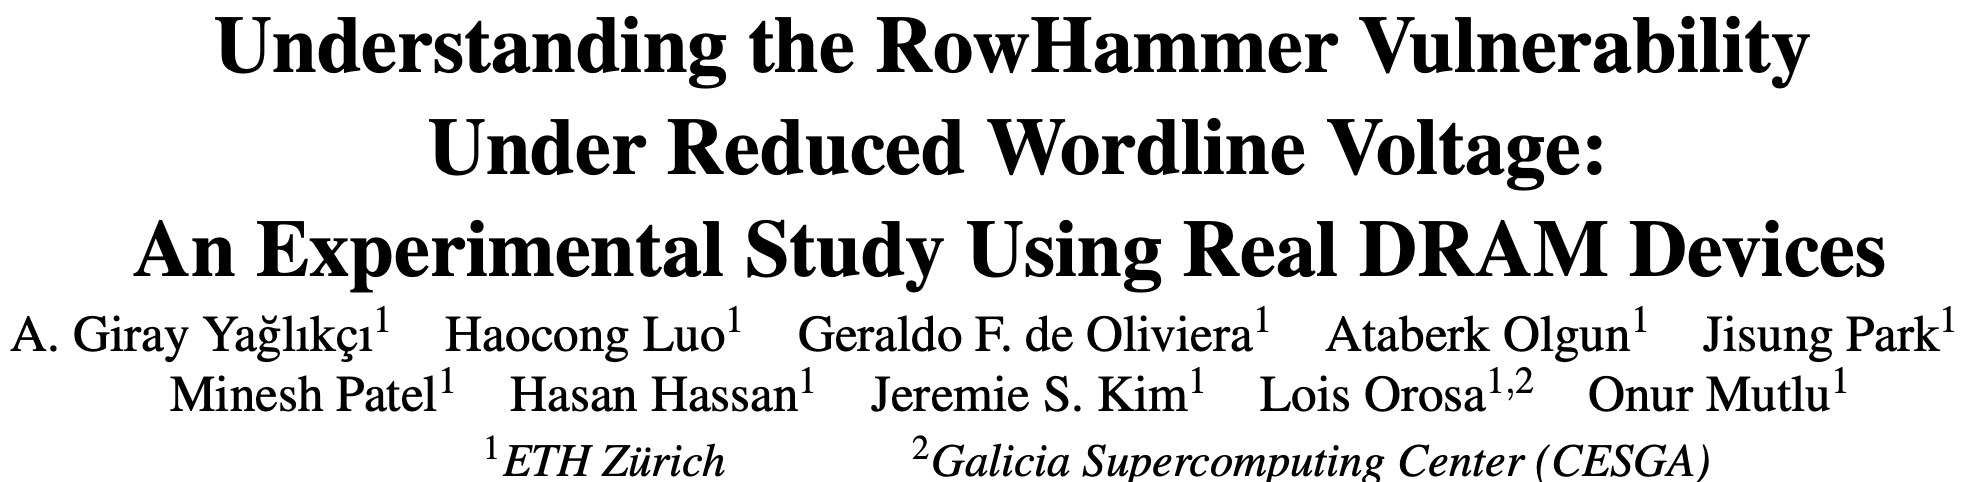 Understanding the RowHammer Vulnerability
Under Reduced Wordline Voltage:
An Experimental Study Using Real DRAM Devices
A. Giray Yağlıkçı¹ Haocong Luo¹ Geraldo F. de Oliviera¹ Ataberk Olgun¹ Jisung Park¹
Minesh Patel¹ Hasan Hassan¹ Jeremie S. Kim¹ Lois Orosa¹,² Onur Mutlu¹
¹ETH Zürich ²Galicia Supercomputing Center (CESGA)